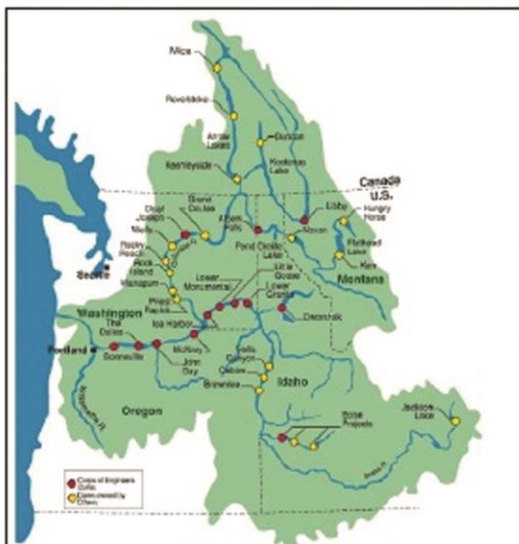 Mica
Revelstoke
Arrow
Lakes
Duncan
Keenleyside
Kootenay
Lake
Canada
U.S.
Chief
Joseph
Grand
Coulee
Albeni
Falls
Libby
Hungry
Horse
Wells
Noxon
Rocky
Reach
Pend Oreille
Lake
Flathead
Lake
Rock
Island
Columbia R.
Kerr
Seattle
Wanapum
Lower
Monumental
Little
Goose
Lower
Granite
Montana
Washington
Priest
Rapids
Ice Harbor
Dworshak
The
Dalles
Portland
Bonneville
McNary
John
Day
Hells
Canyon
Oxbow
Brownlee
Idaho
Willamette R.
Oregon
Boise
Projects
Jackson
Lake
Snake R.
Corps of Engineers
Dams
Dams owned by
Others